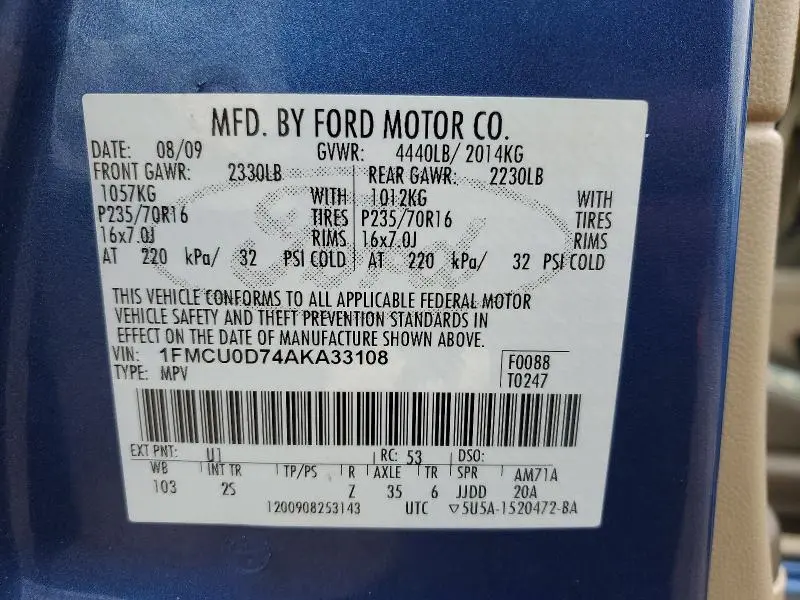 MFD. BY FORD MOTOR CO.
DATE: 08/09 GVWR: 4440LB/ 2014KG
FRONT GAWR: 2330LB REAR GAWR: 2230LB
1057KG WITH 1012KG WITH
P235/70R16 TIRES P235/70R16 TIRES
16x7.0J RIMS 16x7.0J RIMS
AT 220 kPa/ 32 PSI COLD AT 220 kPa/ 32 PSI COLD
Ford
THIS VEHICLE CONFORMS TO ALL APPLICABLE FEDERAL MOTOR
VEHICLE SAFETY AND THEFT PREVENTION STANDARDS IN
EFFECT ON THE DATE OF MANUFACTURE SHOWN ABOVE.
VIN: 1FMCU0D74AKA33108 F0088
TYPE: MPV T0247
EXT PNT: U1 RC: 53 DSO:
WB INT TR TP/PS R AXLE TR SPR AM71A
103 2S Z 35 6 JJDD 20A
1200908253143 UTC ▽5U5A-1520472-BA